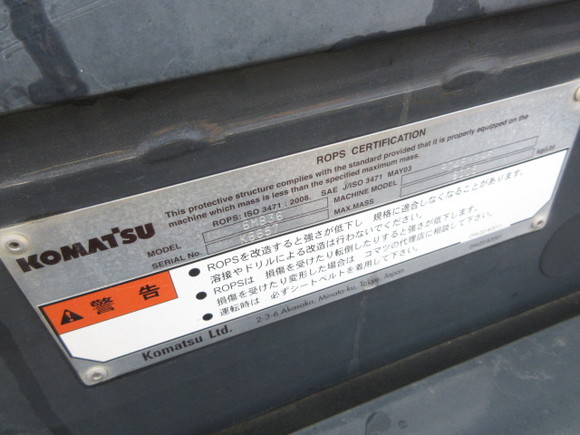 ROPS CERTIFICATION
This protective structure complies with the standard provided that it is properly equipped on the
machine which mass is less than the specified maximum mass.
ROPS: ISO 3471 : 2008, SAE J/ISO 3471 MAY03
KOMATSU
MODEL
MACHINE MODEL
SERIAL No.
MAX.MASS
警告
● ROPSを改造すると強さが低下し 規格に適合しなくなることがあります。
溶接やドリルによる改造は行わないでください。
● ROPSは 損傷を受けたり転倒したりすると強さが低下します。
損傷を受けたり変形した場合は コマツの代理店に相談して下さい。
● 運転時は 必ずシートベルトを着用して下さい。
Komatsu Ltd. 2-3-6 Akasaka, Minato-ku, Tokyo, Japan